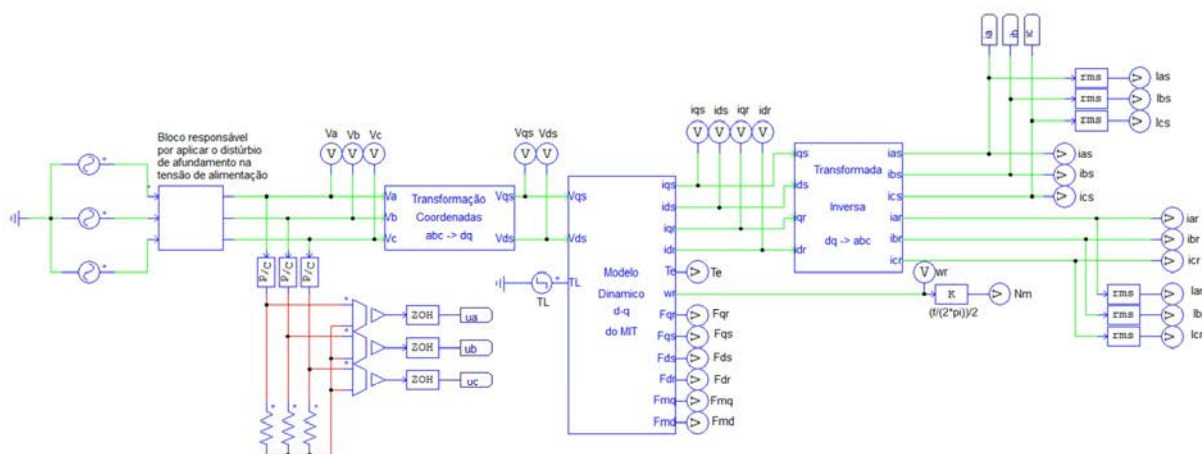 Bloco responsável
por aplicar o distúrbio
de afundamento na
tensão de alimentação
Va
Vb
Vc
V
V
V
P/C
P/C
P/C
Va
Vb
Vc
Transformação
Coordenadas
abc -> dq
Vqs
Vds
Vqs
Vds
V
V
ZOH
ua
ZOH
ub
ZOH
uc
Vqs
Vds
TL
TL
Modelo
Dinamico
d-q
do MIT
iqs
ids
iqr
idr
Te
wr
Fqr
Fqs
Fds
Fdr
Fmq
Fmd
V
Te
V
Fqr
V
Fqs
V
Fds
V
Fdr
V
Fmq
V
Fmd
iqs
ids
iqr
idr
V
V
V
V
iqs
ids
iqr
idr
Transformada
Inversa
dq -> abc
ias
ibs
ics
iar
ibr
icr
wr
V
K
(f/(2*pi))/2
V
Nm
ia
ib
ic
rms
V
Ias
rms
V
Ibs
rms
V
Ics
V
ias
V
ibs
V
ics
V
iar
V
ibr
V
icr
rms
V
Iar
rms
V
rms
V
Icr